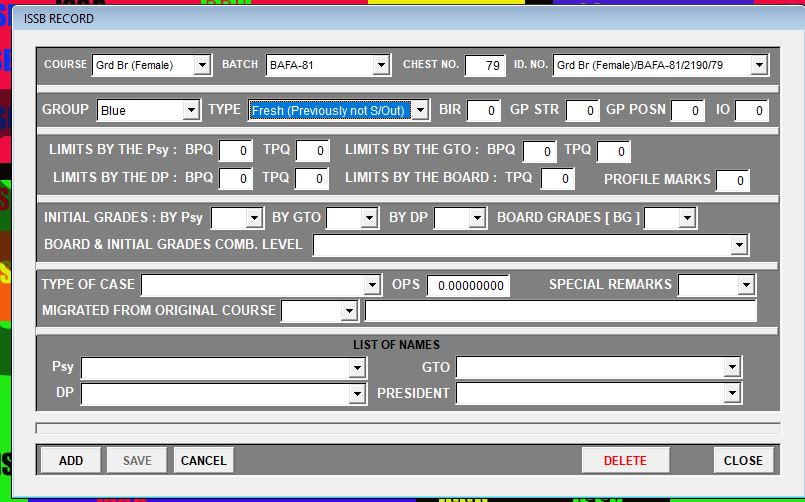 ISSB RECORD
COURSE Grd Br (Female) BATCH BAFA-81 CHEST NO. 79 ID. NO. Grd Br (Female)/BAFA-81/2190/79
GROUP Blue TYPE Fresh (Previously not S/Out) BIR 0 GP STR 0 GP POSN 0 IO 0
LIMITS BY THE Psy : BPQ 0 TPQ 0 LIMITS BY THE GTO : BPQ 0 TPQ 0
LIMITS BY THE DP : BPQ 0 TPQ 0 LIMITS BY THE BOARD : TPQ 0 PROFILE MARKS 0
INITIAL GRADES : BY Psy BY GTO BY DP BOARD GRADES [ BG ]
BOARD & INITIAL GRADES COMB. LEVEL
TYPE OF CASE OPS 0.00000000 SPECIAL REMARKS
MIGRATED FROM ORIGINAL COURSE
LIST OF NAMES
Psy GTO
DP PRESIDENT
ADD SAVE CANCEL DELETE CLOSE